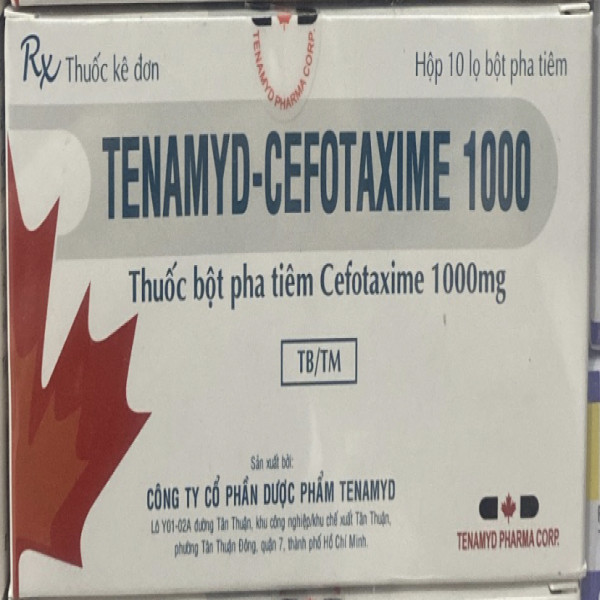 Rx Thuốc kê đơn
TENAMYD PHARMA CORP.
Hộp 10 lọ bột pha tiêm
TENAMYD-CEFOTAXIME 1000
Thuốc bột pha tiêm Cefotaxime 1000mg
TB/TM
Sản xuất bởi:
CÔNG TY CỔ PHẦN DƯỢC PHẨM TENAMYD
Lô Y01-02A đường Tân Thuận, khu công nghiệp/khu chế xuất Tân Thuận,
phường Tân Thuận Đông, quận 7, thành phố Hồ Chí Minh.
TENAMYD PHARMA CORP.